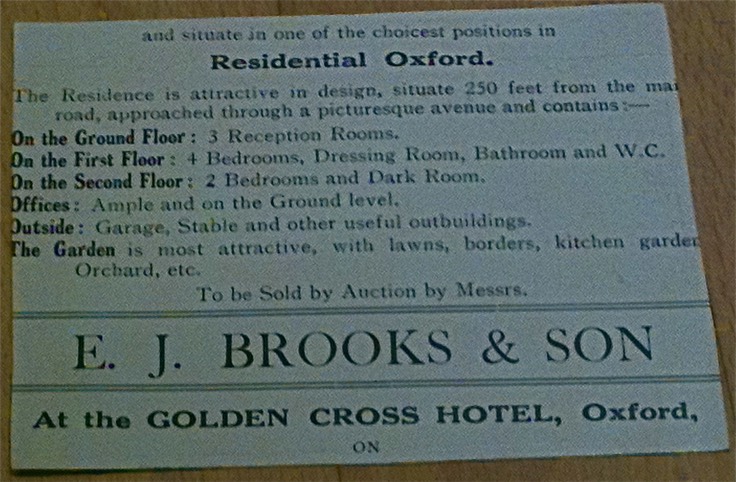 and situate in one of the choicest positions in
Residential Oxford.
The Residence is attractive in design, situate 250 feet from the mai
road, approached through a picturesque avenue and contains :—
On the Ground Floor : 3 Reception Rooms.
On the First Floor : 4 Bedrooms, Dressing Room, Bathroom and W.C.
On the Second Floor : 2 Bedrooms and Dark Room.
Offices : Ample and on the Ground level.
Outside : Garage, Stable and other useful outbuildings.
The Garden is most attractive, with lawns, borders, kitchen garden
Orchard, etc.
To be Sold by Auction by Messrs.
E. J. BROOKS & SON
At the GOLDEN CROSS HOTEL, Oxford,
ON